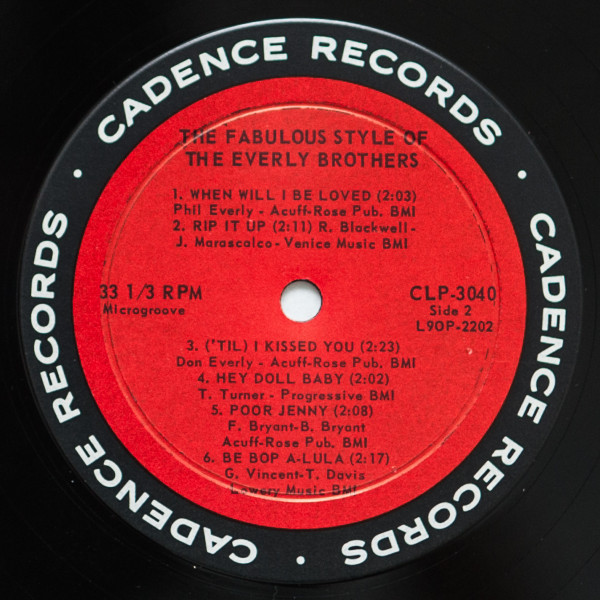 CADENCE RECORDS
THE FABULOUS STYLE OF
THE EVERLY BROTHERS
1. WHEN WILL I BE LOVED (2:03)
Phil Everly - Acuff-Rose Pub. BMI
2. RIP IT UP (2:11) R. Blackwell-
J. Marascalco - Venice Music BMI
33 1/3 RPM
Microgroove
CLP-3040
Side 2
L9OP-2202
3. ('TIL) I KISSED YOU (2:23)
Don Everly - Acuff-Rose Pub. BMI
4. HEY DOLL BABY (2:02)
T. Turner - Progressive BMI
5. POOR JENNY (2:08)
F. Bryant-B. Bryant
Acuff-Rose Pub. BMI
6. BE BOP A-LULA (2:17)
G. Vincent-T. Davis
Lowery Music BMI
CADENCE RECORDS
CADENCE RECORDS